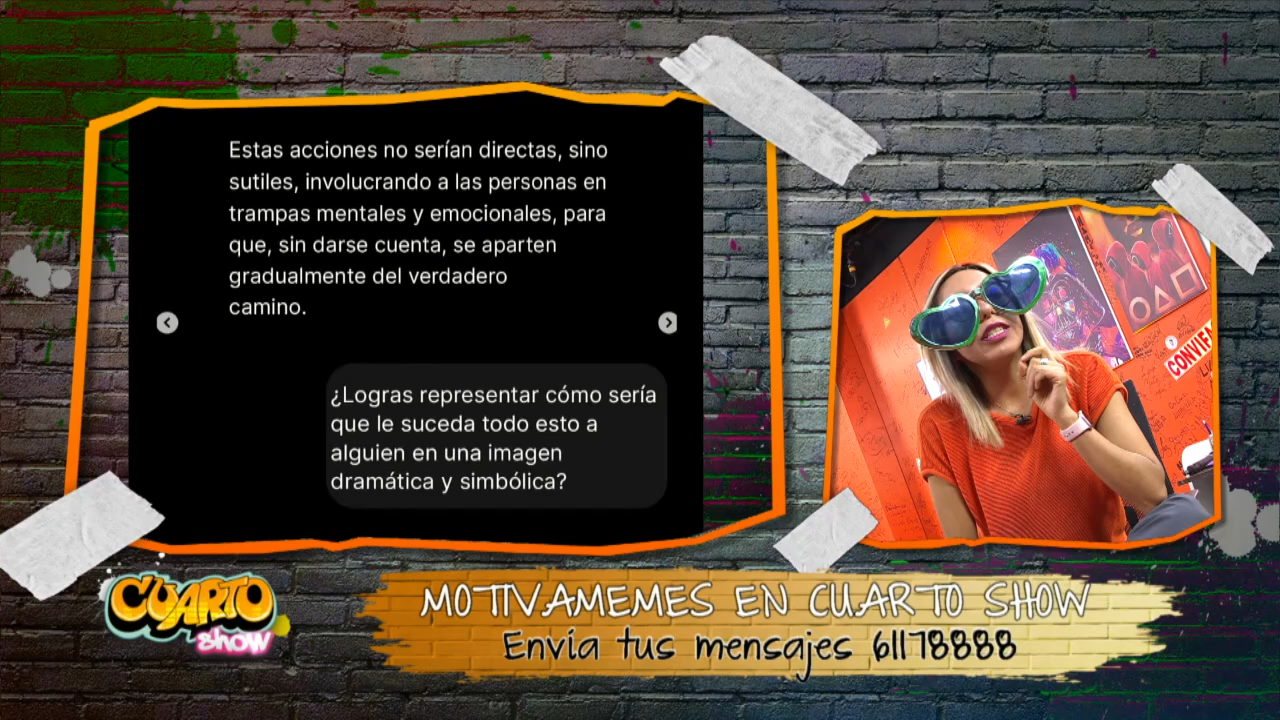 Estas acciones no serían directas, sino
sutiles, involucrando a las personas en
trampas mentales y emocionales, para
que, sin darse cuenta, se aparten
gradualmente del verdadero
camino.
¿Logras representar cómo sería
que le suceda todo esto a
alguien en una imagen
dramática y simbólica?
CONVIFA
CUARTO
show
MOTIVAMEMES EN CUARTO SHOW
Envía tus mensajes 61178888